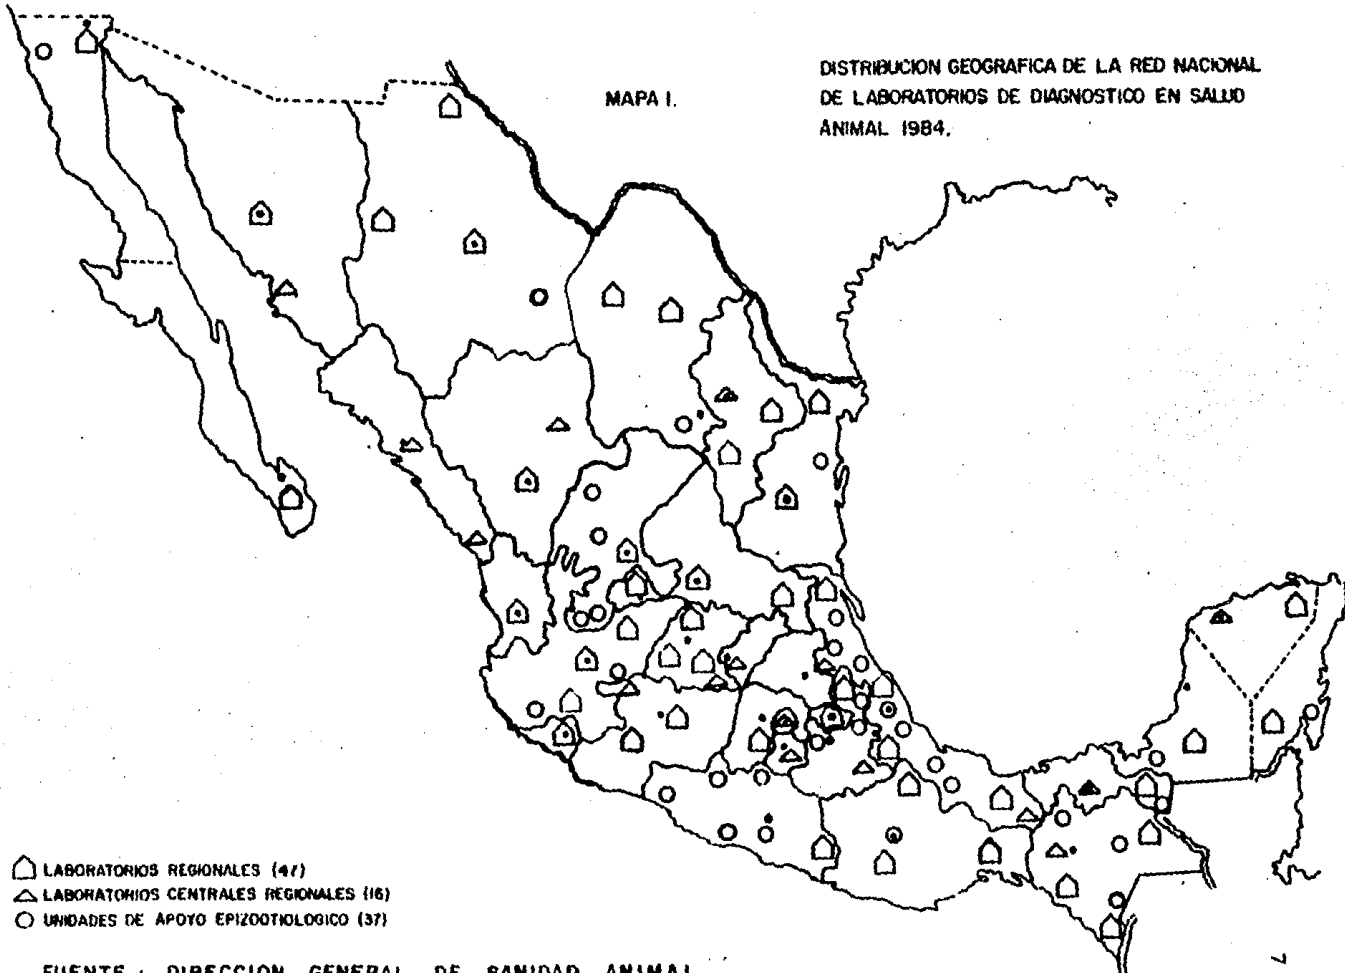 MAPA I.
DISTRIBUCION GEOGRAFICA DE LA RED NACIONAL
DE LABORATORIOS DE DIAGNOSTICO EN SALUD
ANIMAL 1984.
LABORATORIOS REGIONALES (47)
LABORATORIOS CENTRALES REGIONALES (16)
UNIDADES DE APOYO EPIZOOTIOLOGICO (37)
FUENTE : DIRECCION GENERAL DE SANIDAD ANIMAL
7